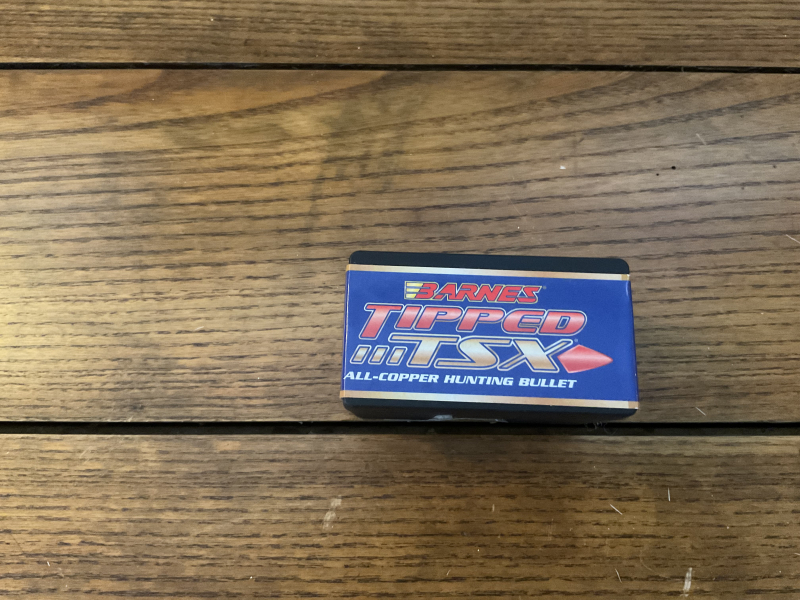 BARNES
TIPPED
TSX
ALL-COPPER HUNTING BULLET